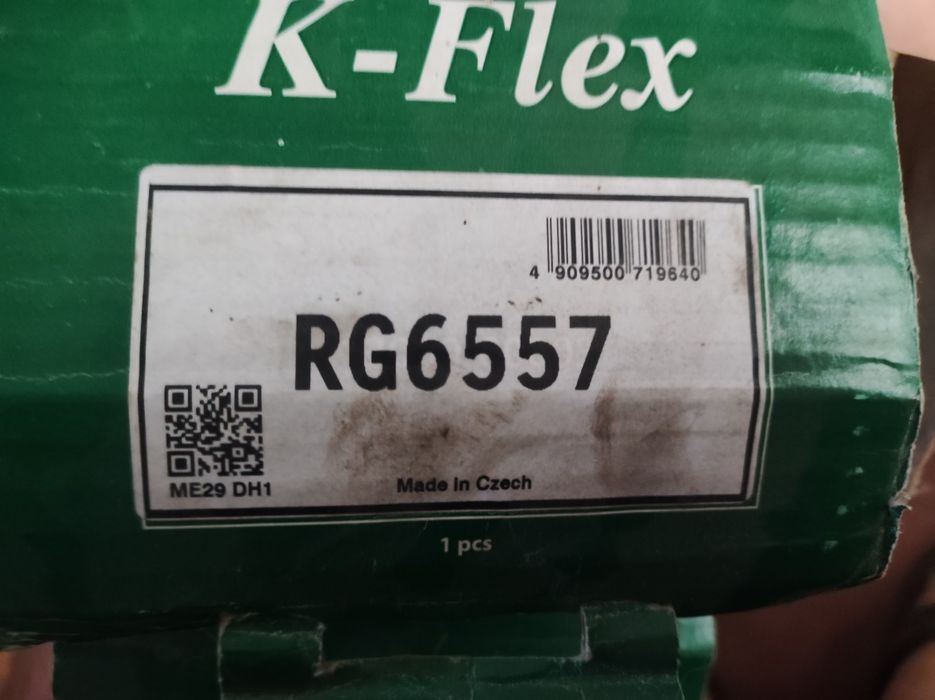 K-Flex
4 909500 719640
RG6557
ME29 DH1
Made in Czech
1 pcs